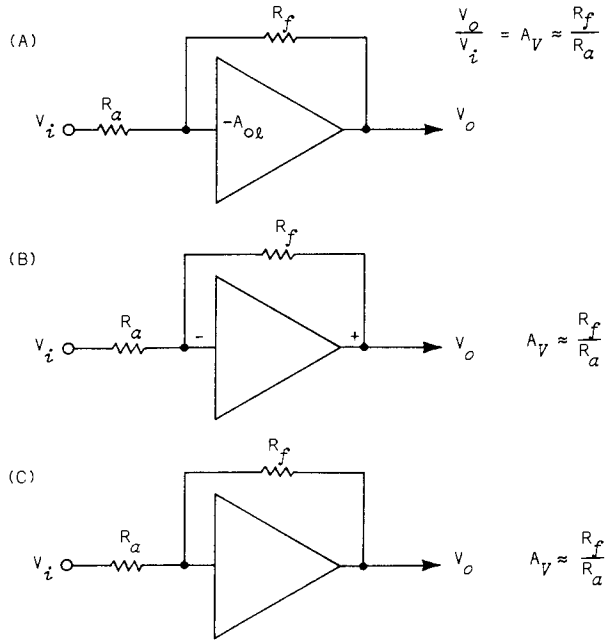 (A)
R_f
V_o/V_i = A_V ≈ R_f/R_a
V_i
R_a
-A_ol
V_o
(B)
R_f
V_i
R_a
-
+
V_o
A_V ≈ R_f/R_a
(C)
R_f
V_i
R_a
V_o
A_V ≈ R_f/R_a